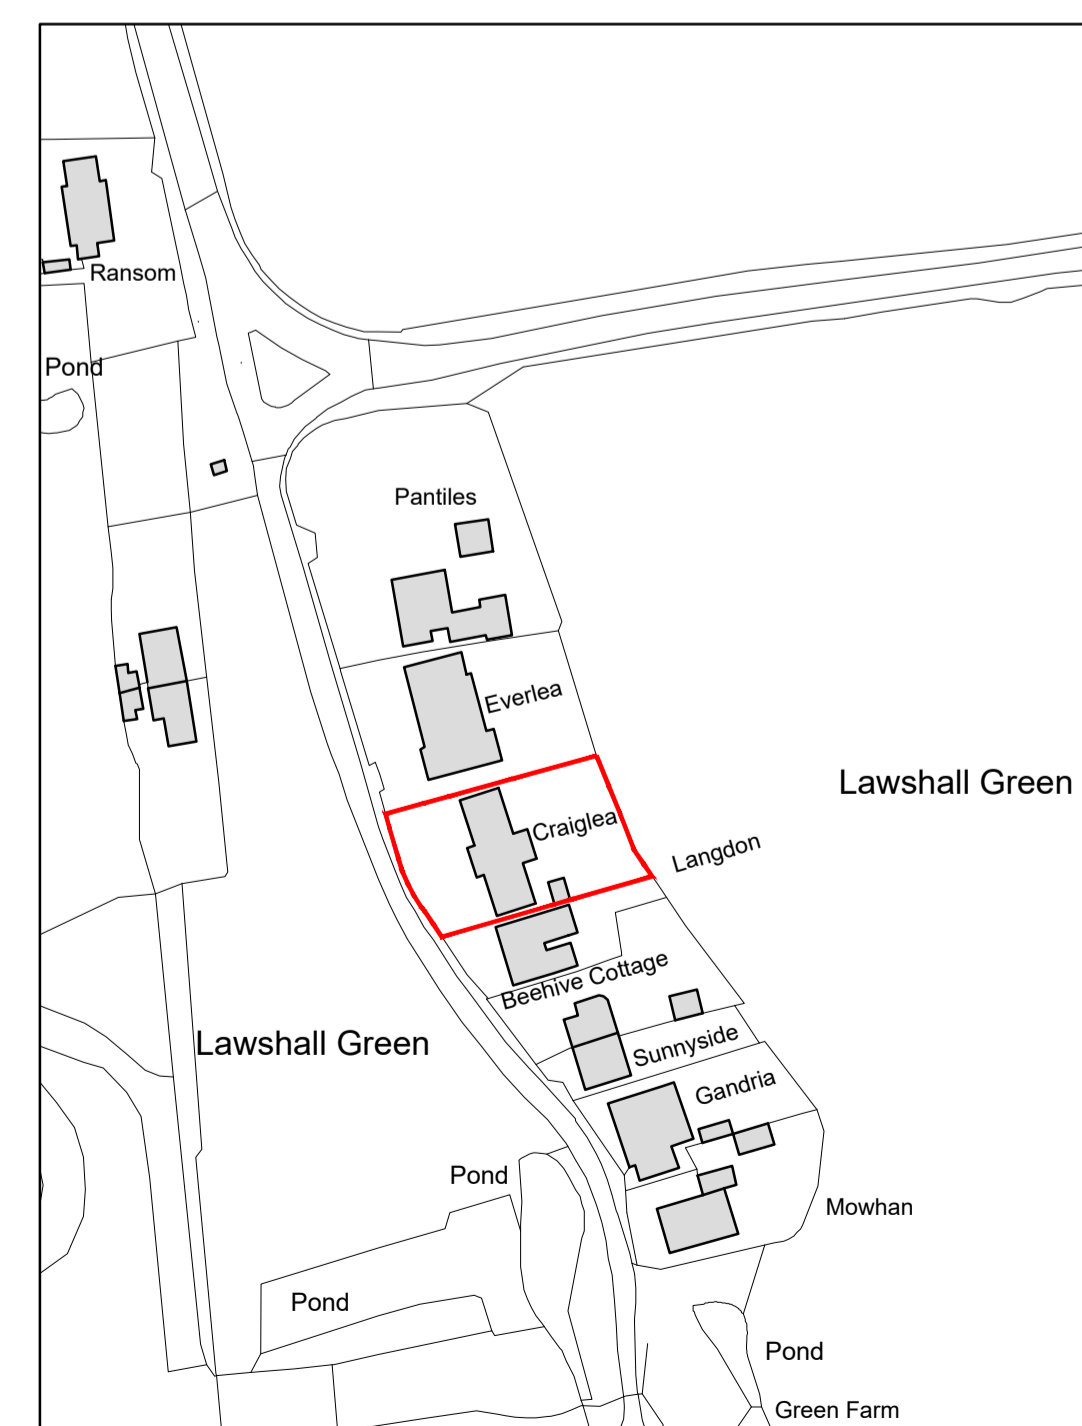 Ransom
Pond
Pantiles
Everlea
Lawshall Green
Craiglea
Langdon
Beehive Cottage
Lawshall Green
Sunnyside
Gandria
Pond
Mowhan
Pond
Pond
Green Farm